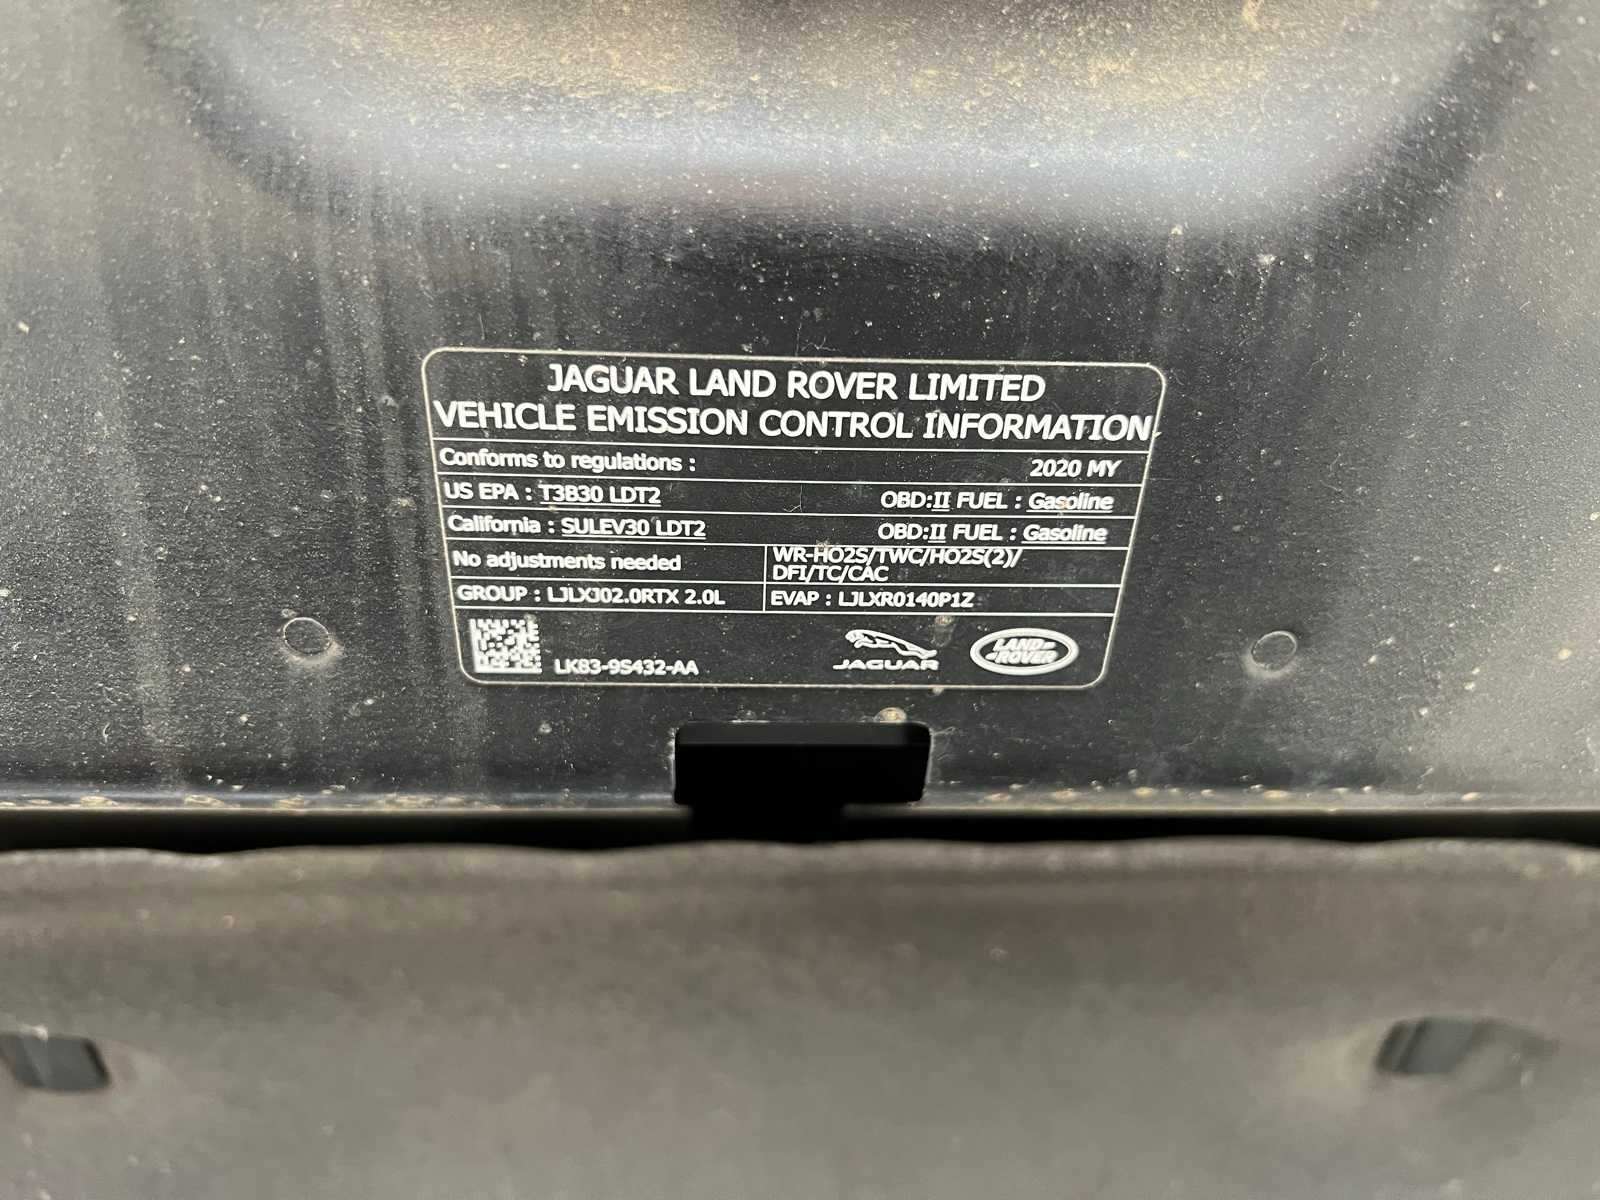 JAGUAR LAND ROVER LIMITED
VEHICLE EMISSION CONTROL INFORMATION
Conforms to regulations : 2020 MY
US EPA : T3B30 LDT2 OBD:II FUEL : Gasoline
California : SULEV30 LDT2 OBD:II FUEL : Gasoline
No adjustments needed
WR-HO2S/TWC/HO2S(2)/
DFI/TC/CAC
GROUP : LJLXJ02.0RTX 2.0L
EVAP : LJLXR0140P1Z
LK83-9S432-AA
JAGUAR
LAND
ROVER